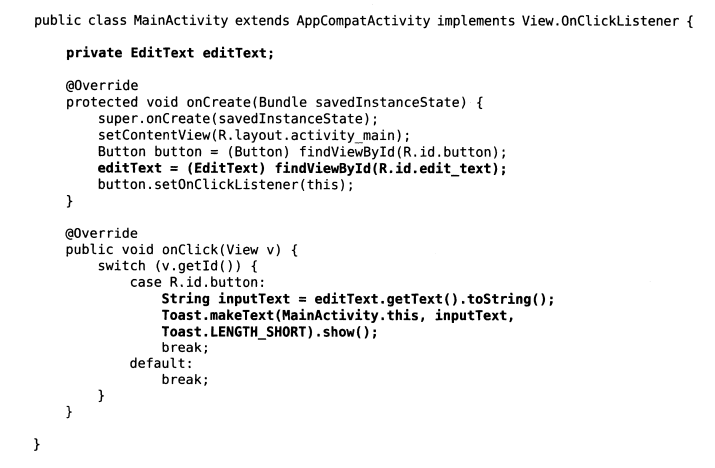 public class MainActivity extends AppCompatActivity implements View.OnClickListener {

    private EditText editText;

    @Override
    protected void onCreate(Bundle savedInstanceState) {
        super.onCreate(savedInstanceState);
        setContentView(R.layout.activity_main);
        Button button = (Button) findViewById(R.id.button);
        editText = (EditText) findViewById(R.id.edit_text);
        button.setOnClickListener(this);
    }

    @Override
    public void onClick(View v) {
        switch (v.getId()) {
            case R.id.button:
                String inputText = editText.getText().toString();
                Toast.makeText(MainActivity.this, inputText,
                Toast.LENGTH_SHORT).show();
                break;
            default:
                break;
        }
    }

}